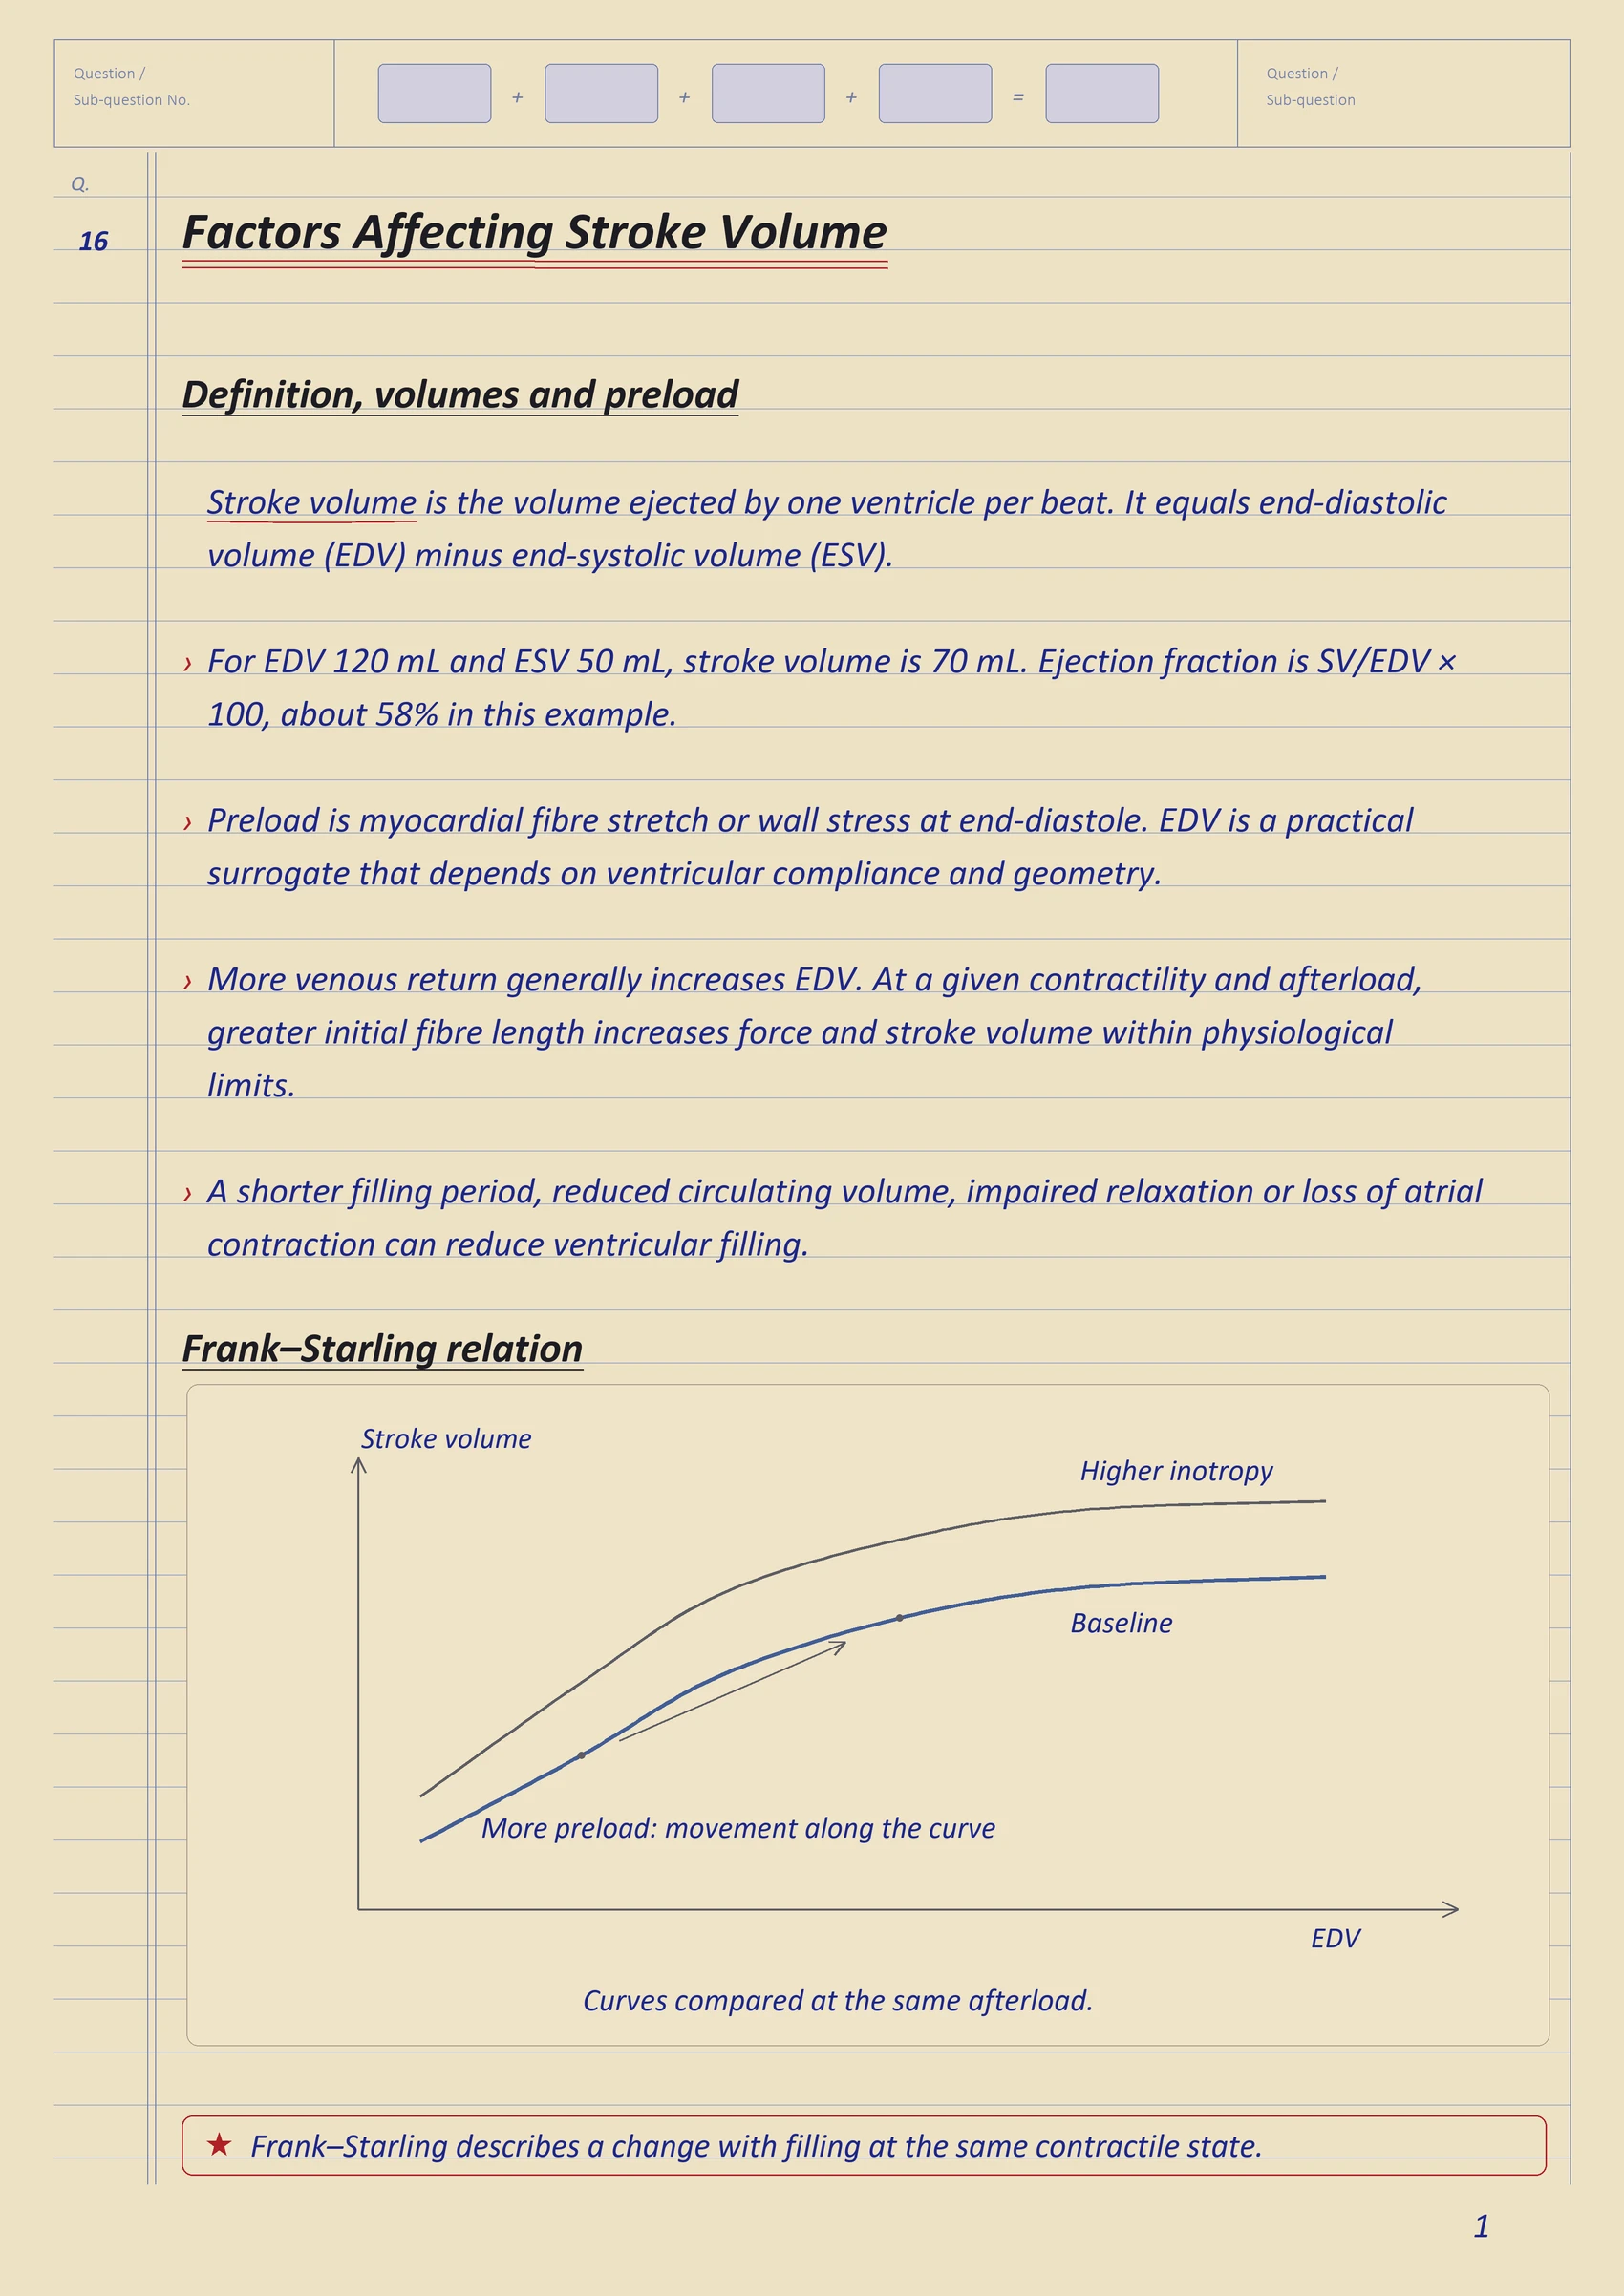 Question /
Sub-question No.
+ + + =
Question /
Sub-question
Q.
16
Factors Affecting Stroke Volume
Definition, volumes and preload
Stroke volume is the volume ejected by one ventricle per beat. It equals end-diastolic
volume (EDV) minus end-systolic volume (ESV).
› For EDV 120 mL and ESV 50 mL, stroke volume is 70 mL. Ejection fraction is SV/EDV ×
100, about 58% in this example.
› Preload is myocardial fibre stretch or wall stress at end-diastole. EDV is a practical
surrogate that depends on ventricular compliance and geometry.
› More venous return generally increases EDV. At a given contractility and afterload,
greater initial fibre length increases force and stroke volume within physiological
limits.
› A shorter filling period, reduced circulating volume, impaired relaxation or loss of atrial
contraction can reduce ventricular filling.
Frank–Starling relation
Stroke volume
Higher inotropy
Baseline
More preload: movement along the curve
EDV
Curves compared at the same afterload.
★ Frank–Starling describes a change with filling at the same contractile state.
1